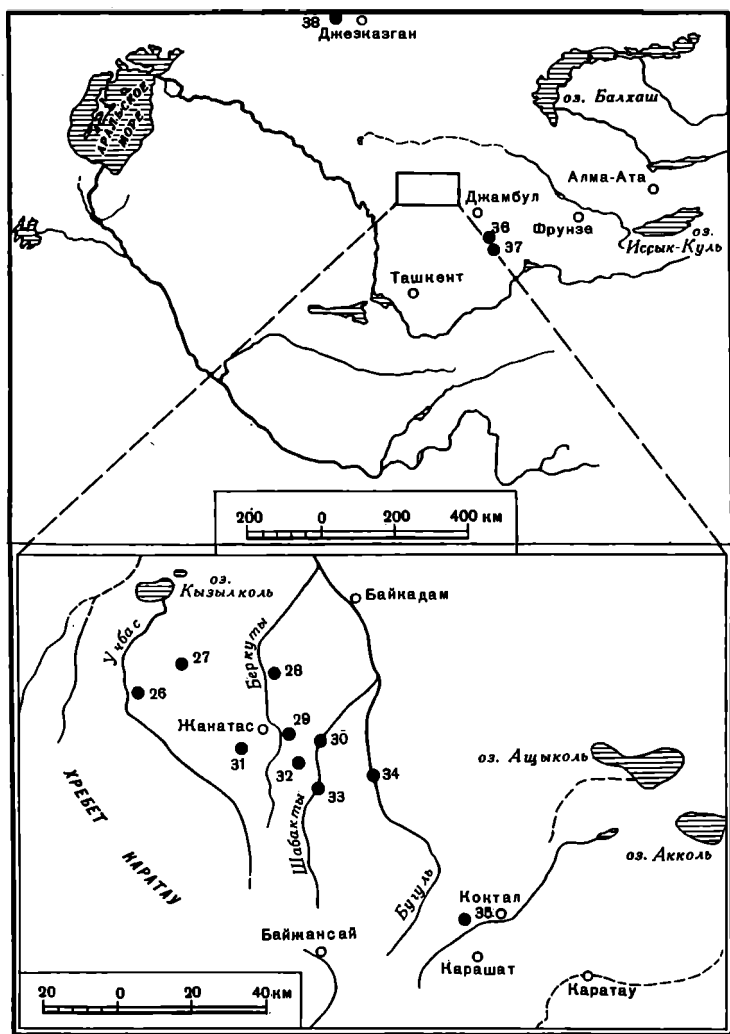 38
Джезказган
АРАЛЬСКОЕ
МОРЕ
оз. Балхаш
Алма-Ата
Джамбул
36
Фрунзе
37
оз.
Иссык-Куль
Ташкент
200 0 200 400 км
оз.
Кызылколь
Байкадам
Учбас
Беркуты
27
28
26
Жанатас
29
30
31
32
34
33
оз. Ащыколь
ХРЕБЕТ
КАРАТАУ
Шабакты
оз. Акколь
Бугуль
Коктал
35
Байжансай
Карашат
Каратау
20 0 20 40 км